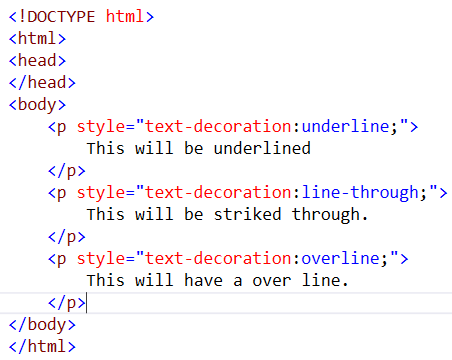 <!DOCTYPE html>
<html>
<head>
</head>
<body>
    <p style="text-decoration:underline;">
        This will be underlined
    </p>
    <p style="text-decoration:line-through;">
        This will be striked through.
    </p>
    <p style="text-decoration:overline;">
        This will have a over line.
    </p>
</body>
</html>